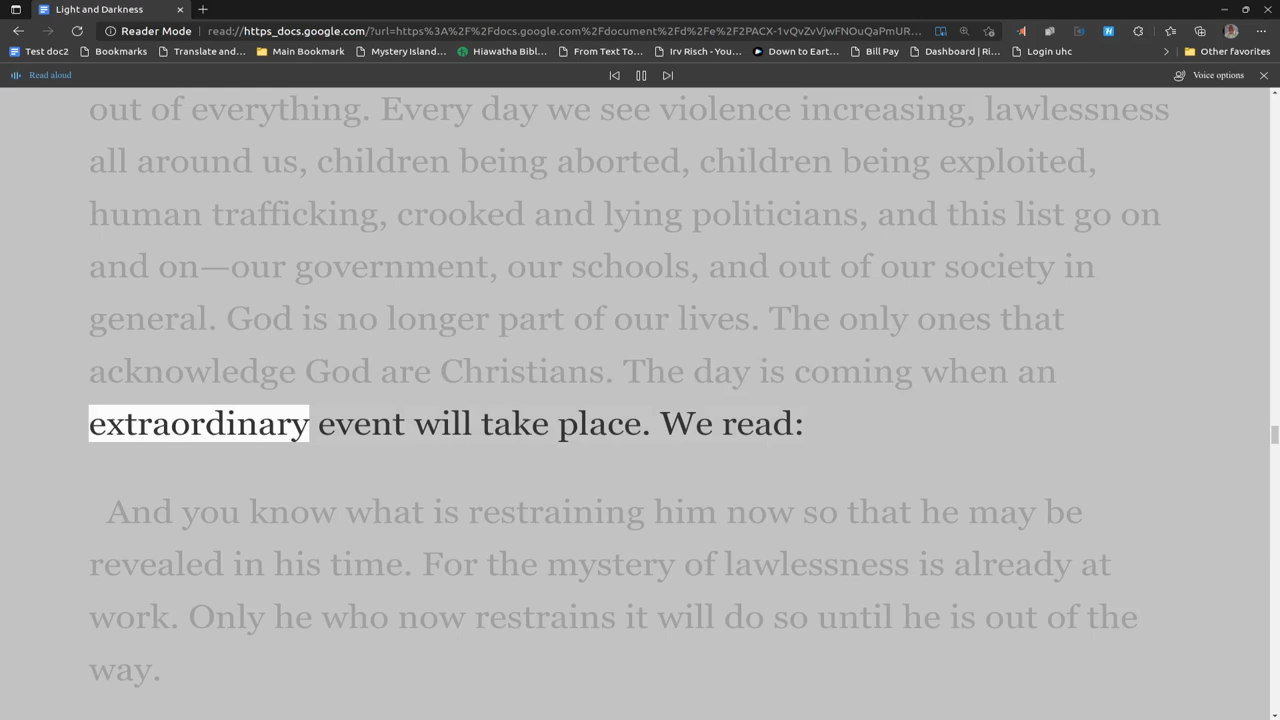 Light and Darkness
Reader Mode read://https_docs.google.com/?url=https%3A%2F%2Fdocs.google.com%2Fdocument%2Fd%2Fe%2F2PACX-1vQvZvVjwFNOuQaPmUR...
Test doc2 Bookmarks Translate and... Main Bookmark Mystery Island... Hiawatha Bibl... From Text To... Irv Risch - You... Down to Eart... Bill Pay Dashboard | Ri... Login uhc Other favorites
Read aloud Voice options
out of everything. Every day we see violence increasing, lawlessness
all around us, children being aborted, children being exploited,
human trafficking, crooked and lying politicians, and this list go on
and on—our government, our schools, and out of our society in
general. God is no longer part of our lives. The only ones that
acknowledge God are Christians. The day is coming when an
extraordinary event will take place. We read:
And you know what is restraining him now so that he may be
revealed in his time. For the mystery of lawlessness is already at
work. Only he who now restrains it will do so until he is out of the
way.